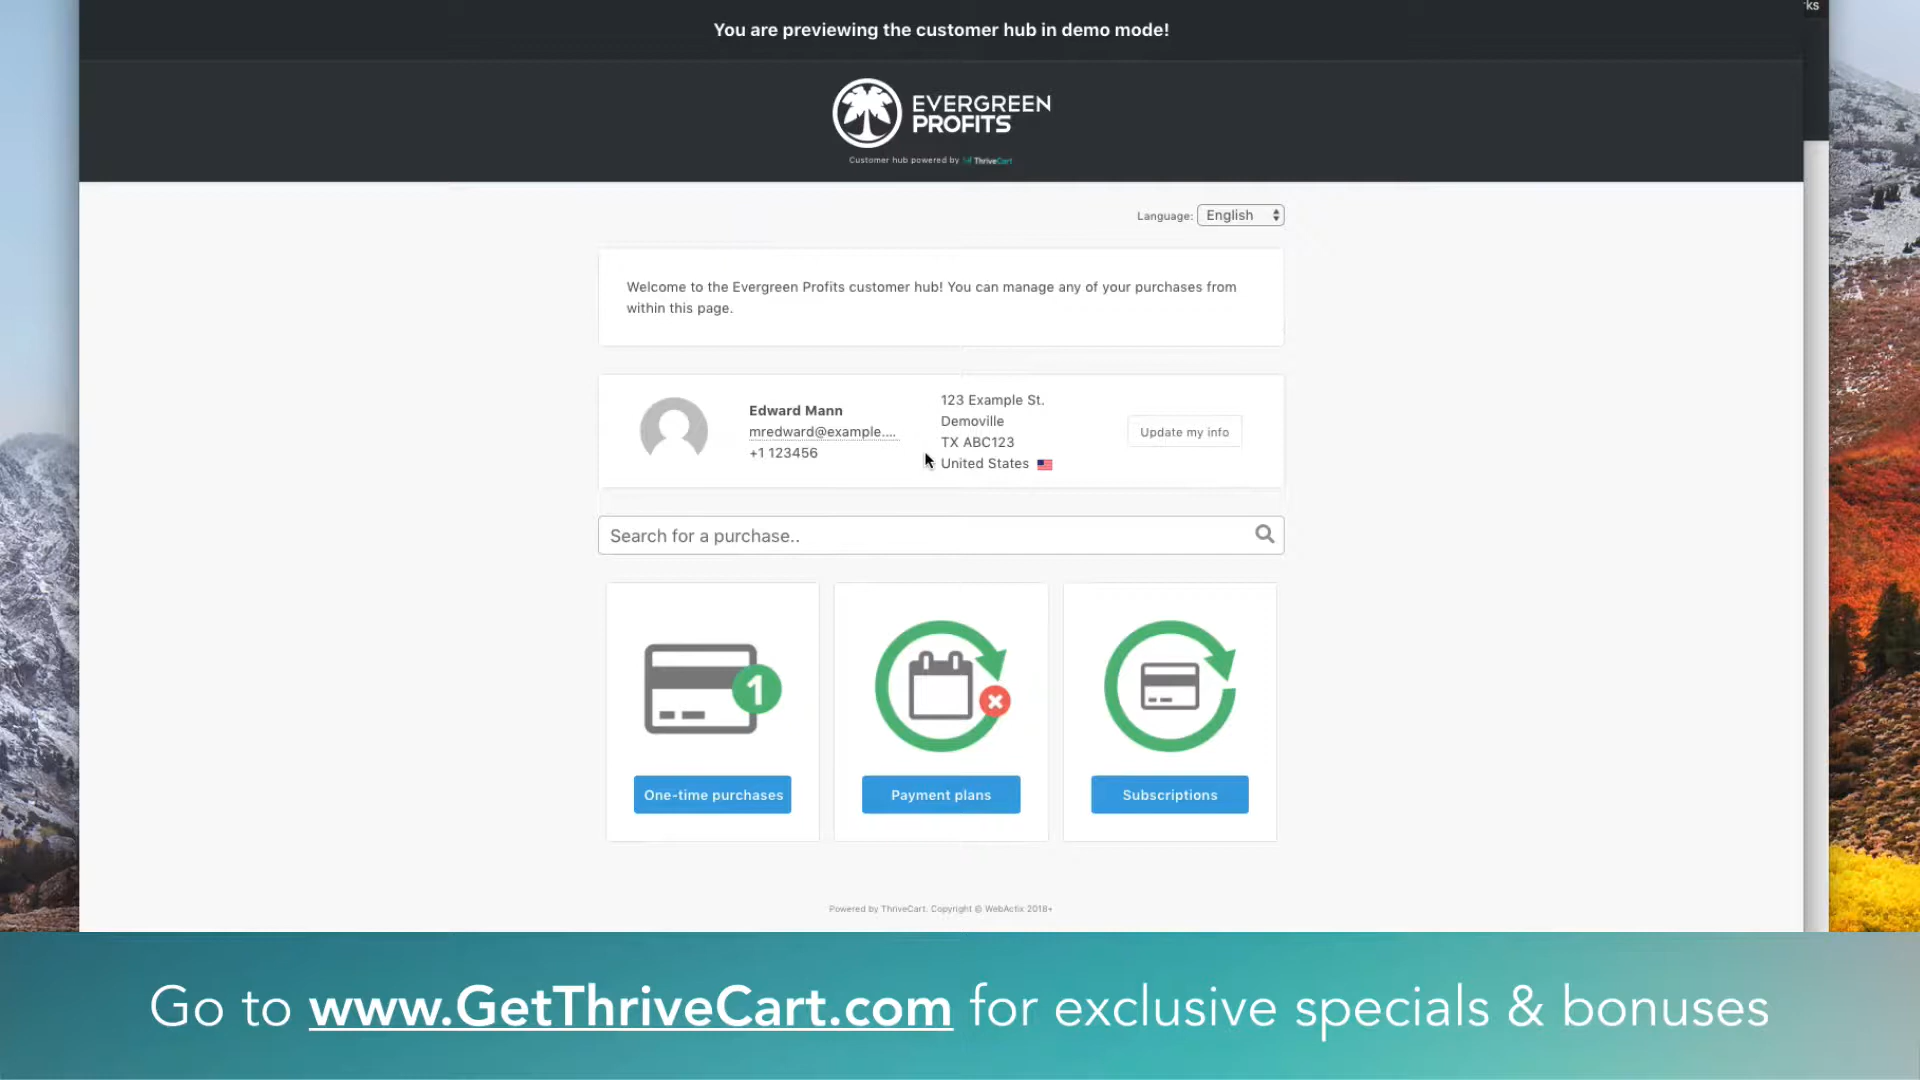 ks
You are previewing the customer hub in demo mode!
EVERGREEN
PROFITS
Customer hub powered by ThriveCart
Language: English
Welcome to the Evergreen Profits customer hub! You can manage any of your purchases from
within this page.
Edward Mann
mredward@example....
+1 123456
123 Example St.
Demoville
TX ABC123
United States
Update my info
Search for a purchase..
1
One-time purchases
Payment plans
Subscriptions
Powered by ThriveCart. Copyright © WebActix 2018+
Go to www.GetThriveCart.com for exclusive specials & bonuses